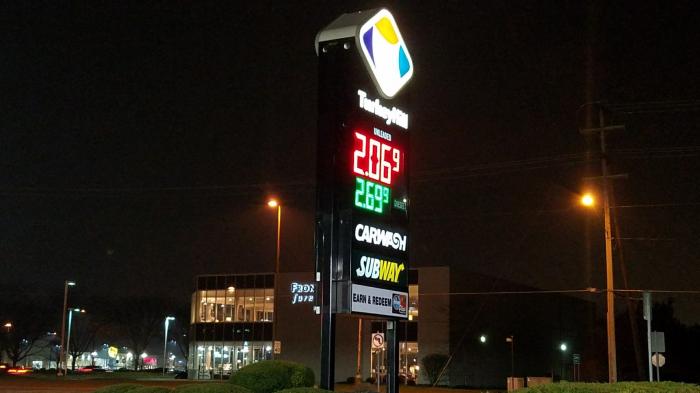 TurkeyHill
UNLEADED
2.06 9
2.69 9
DIESEL
CARWASH
SUBWAY
EARN & REDEEM